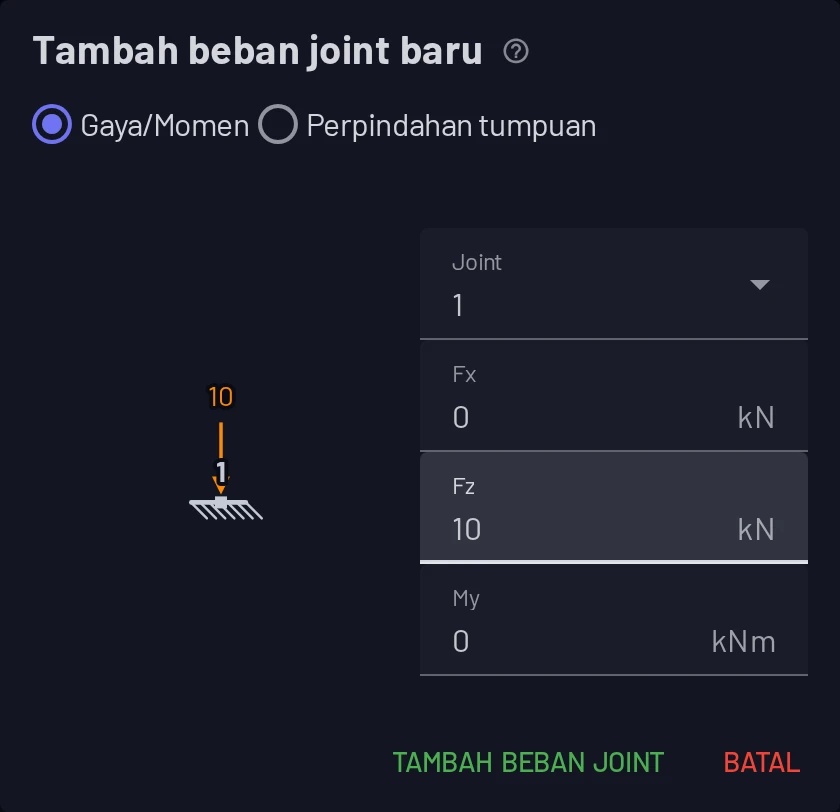 Tambah beban joint baru
Gaya/Momen Perpindahan tumpuan
Joint
1
Fx
0 kN
10
1
Fz
10 kN
My
0 kNm
TAMBAH BEBAN JOINT BATAL